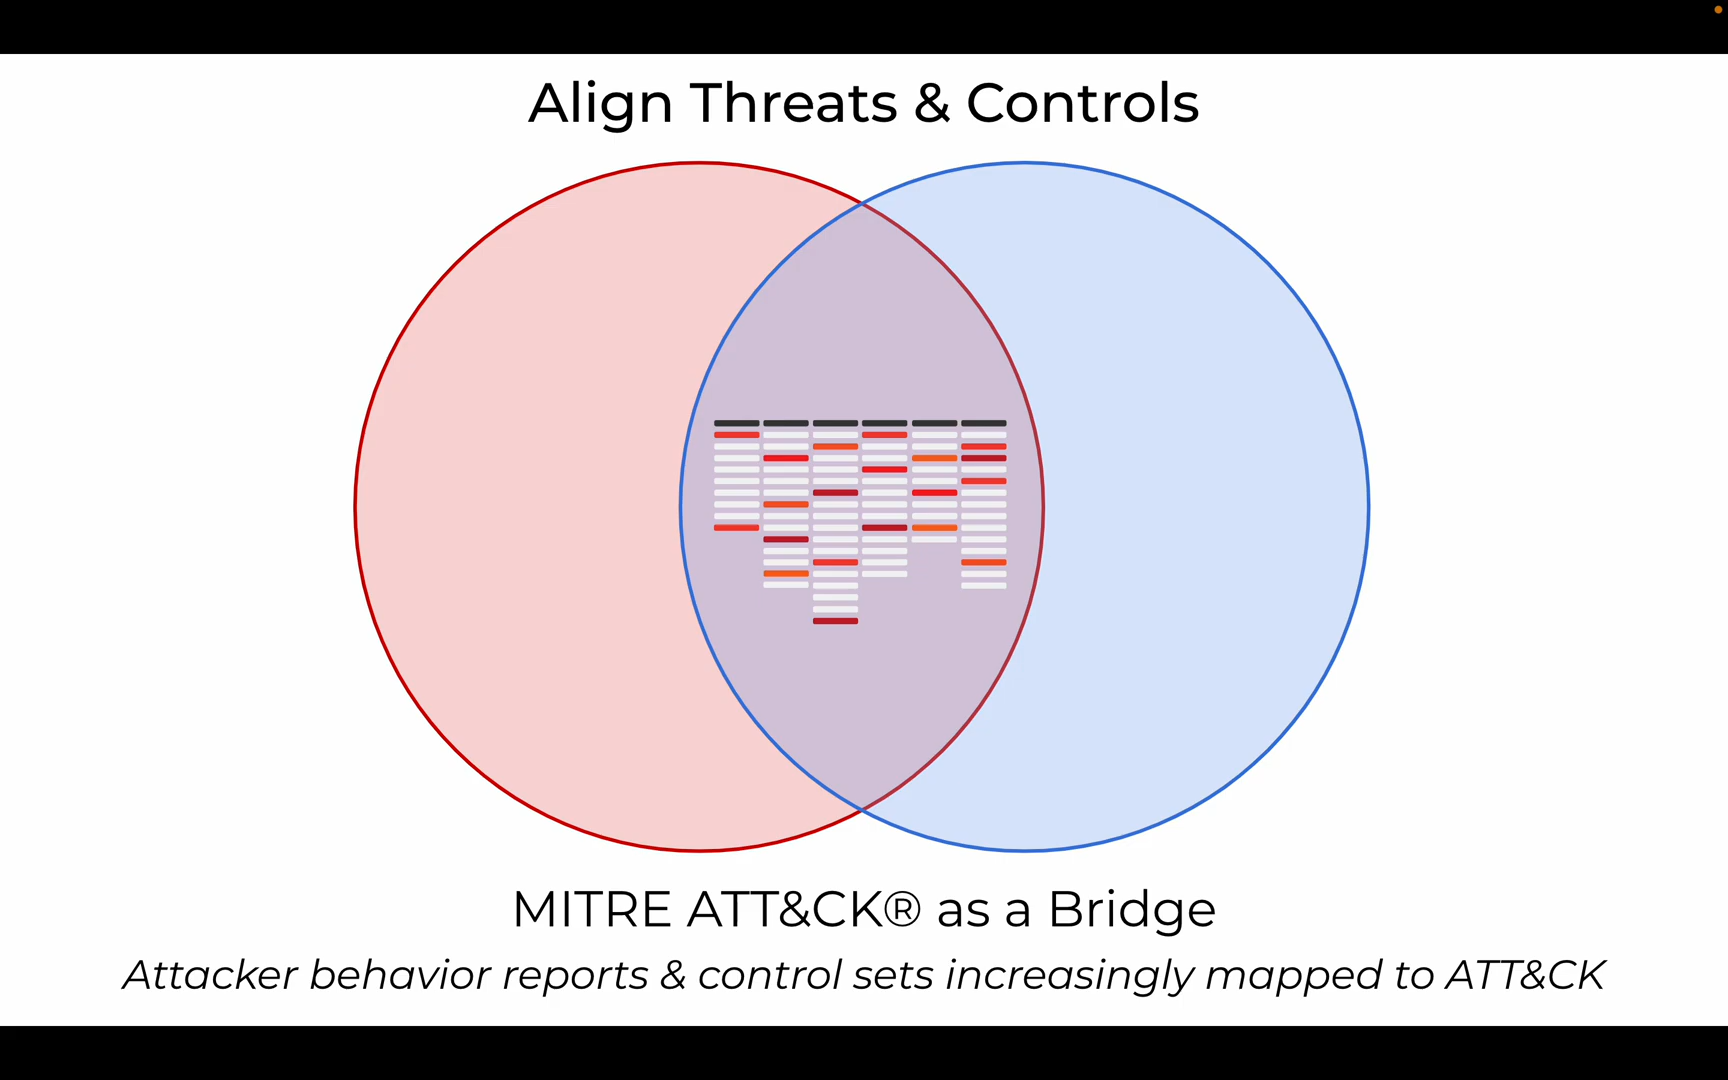 Align Threats & Controls
MITRE ATT&CK® as a Bridge
Attacker behavior reports & control sets increasingly mapped to ATT&CK